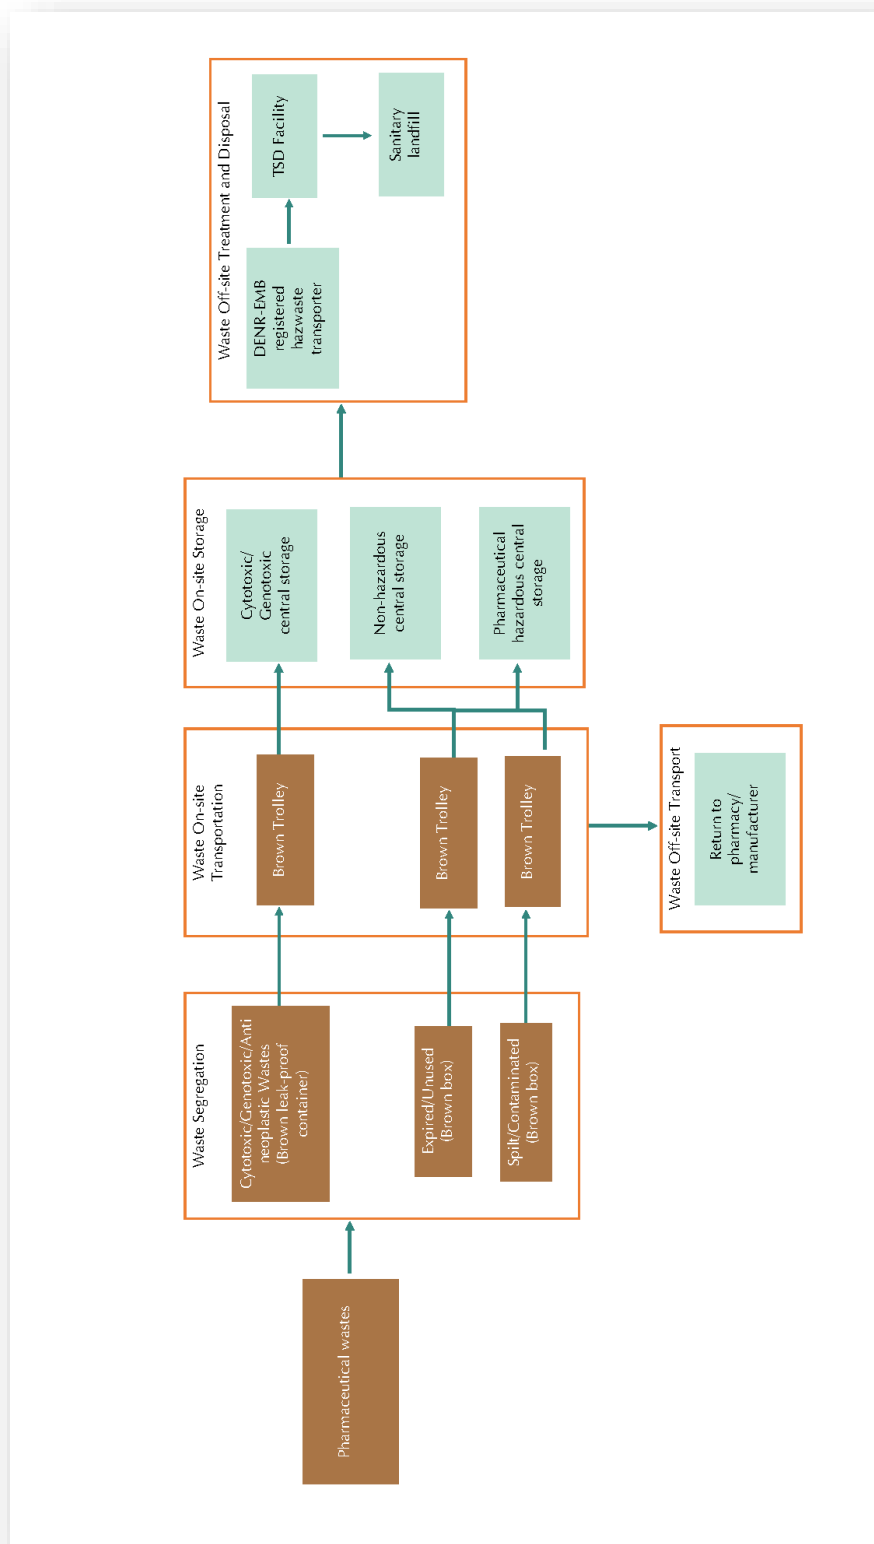 Pharmaceutical wastes
Waste Segregation
Cytotoxic/Genotoxic/Anti
neoplastic Wastes
(Brown leak-proof
container)
Expired/Unused
(Brown box)
Spilt/Contaminated
(Brown box)
Waste On-site
Transportation
Brown Trolley
Brown Trolley
Brown Trolley
Waste Off-site Transport
Return to
pharmacy/
manufacturer
Waste On-site Storage
Cytotoxic/
Genotoxic
central storage
Non-hazardous
central storage
Pharmaceutical
hazardous central
storage
Waste Off-site Treatment and Disposal
DENR-EMB
registered
hazwaste
transporter
TSD Facility
Sanitary
landfill